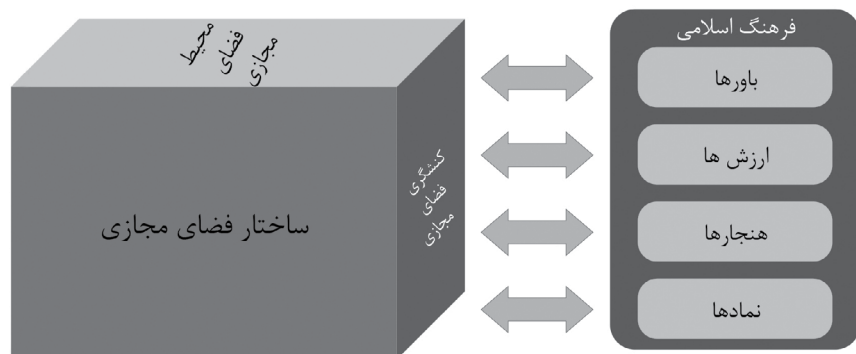 فرهنگ اسلامی
باورها
ارزش ها
هنجارها
نمادها
محیط
فضای
مجازی
کنشگری
فضای
مجازی
ساختار فضای مجازی